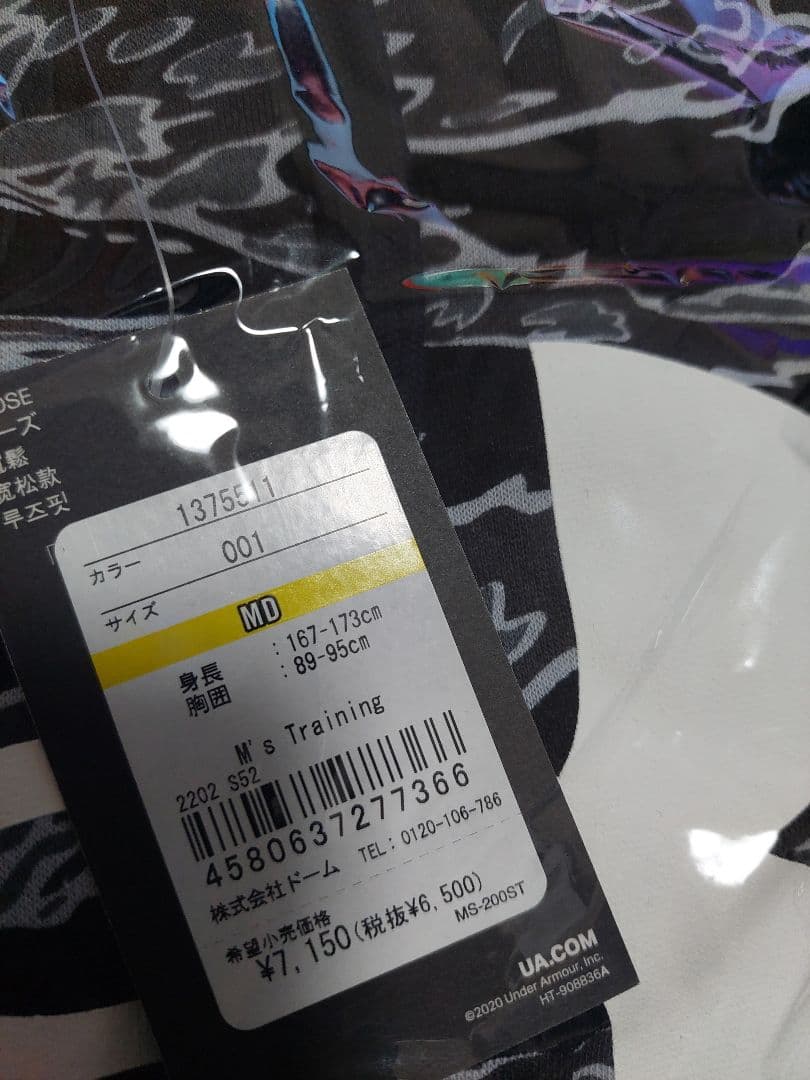 OSE
ーズ
鬆
宽松款
루즈핏
1375511
カラー 001
サイズ MD
身長 : 167-173cm
胸囲 : 89-95cm
M's Training
2202 S52
4580637277366
株式会社ドーム TEL: 0120-106-786
希望小売価格
¥7,150(税抜¥6,500)
MS-200ST
UA.COM
©2020 Under Armour, Inc.
HT-908836A